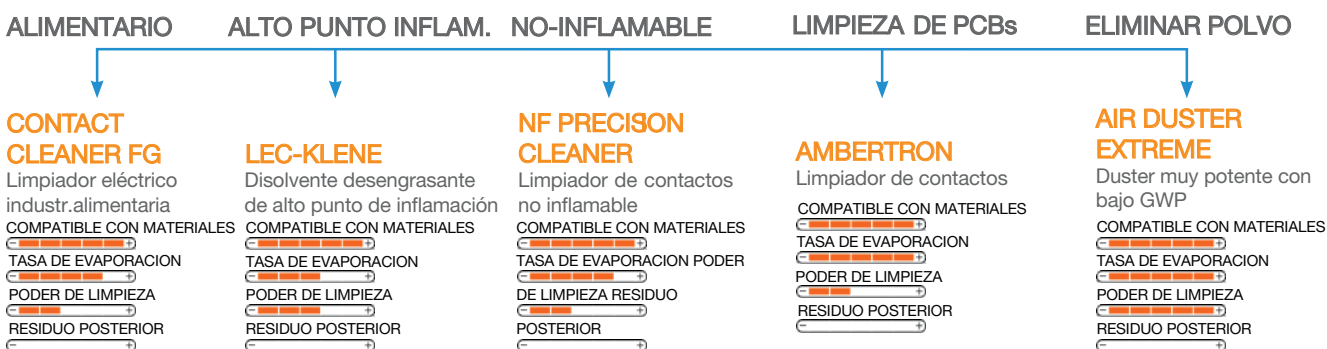 ALIMENTARIO
ALTO PUNTO INFLAM.
NO-INFLAMABLE
LIMPIEZA DE PCBs
ELIMINAR POLVO
CONTACT
CLEANER FG
Limpiador eléctrico
industr.alimentaria
COMPATIBLE CON MATERIALES
- +
TASA DE EVAPORACION
- +
PODER DE LIMPIEZA
- +
RESIDUO POSTERIOR
- +
LEC-KLENE
Disolvente desengrasante
de alto punto de inflamación
COMPATIBLE CON MATERIALES
- +
TASA DE EVAPORACION
- +
PODER DE LIMPIEZA
- +
RESIDUO POSTERIOR
- +
NF PRECISION
CLEANER
Limpiador de contactos
no inflamable
COMPATIBLE CON MATERIALES
- +
TASA DE EVAPORACION PODER
- +
DE LIMPIEZA RESIDUO
- +
POSTERIOR
- +
AMBERTRON
Limpiador de contactos
COMPATIBLE CON MATERIALES
- +
TASA DE EVAPORACION
- +
PODER DE LIMPIEZA
- +
RESIDUO POSTERIOR
- +
AIR DUSTER
EXTREME
Duster muy potente con
bajo GWP
COMPATIBLE CON MATERIALES
- +
TASA DE EVAPORACION
- +
PODER DE LIMPIEZA
- +
RESIDUO POSTERIOR
- +